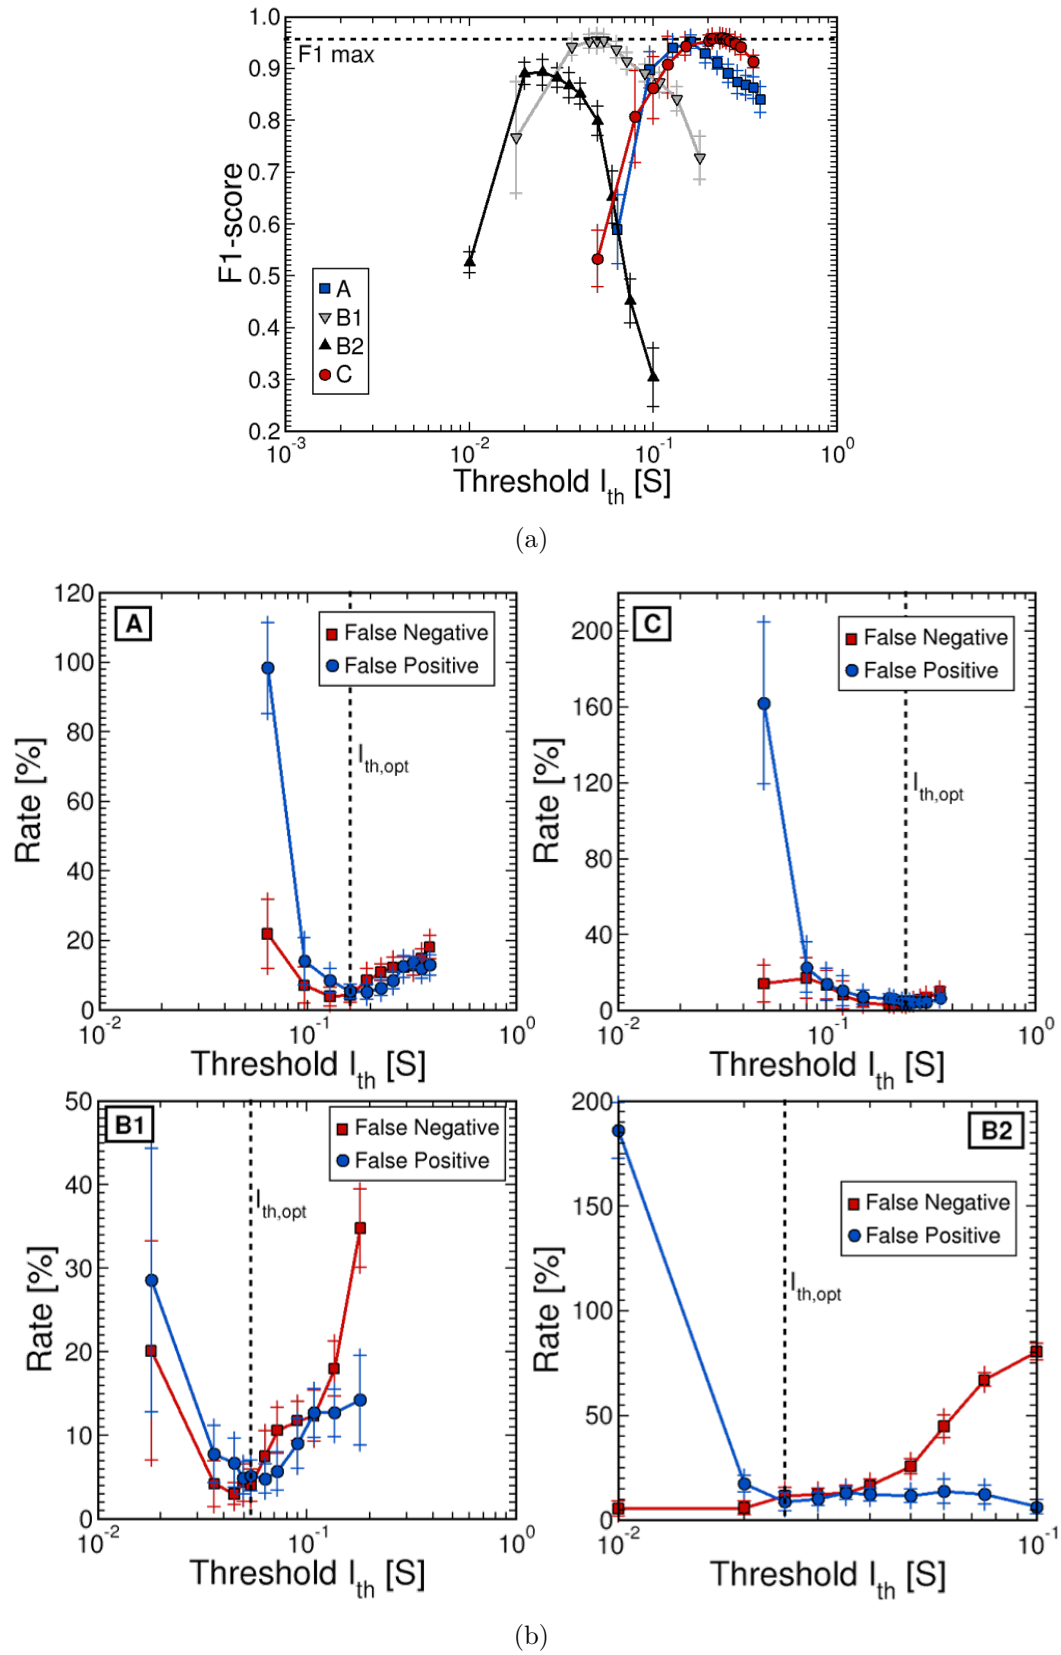 1.0
0.9
0.8
0.7
0.6
0.5
0.4
0.3
0.2
F1-score
F1 max
A
B1
B2
C
10^-3 10^-2 10^-1 10^0
Threshold I_th [S]
(a)
A
False Negative
False Positive
I_th,opt
120
100
80
60
40
20
0
Rate [%]
10^-2 10^-1 10^0
Threshold I_th [S]
C
False Negative
False Positive
I_th,opt
200
160
120
80
40
0
Rate [%]
10^-2 10^-1 10^0
Threshold I_th [S]
B1
False Negative
False Positive
I_th,opt
50
40
30
20
10
0
Rate [%]
10^-2 10^-1 10^0
Threshold I_th [S]
B2
False Negative
False Positive
I_th,opt
200
150
100
50
0
Rate [%]
10^-2 10^-1
Threshold I_th [S]
(b)